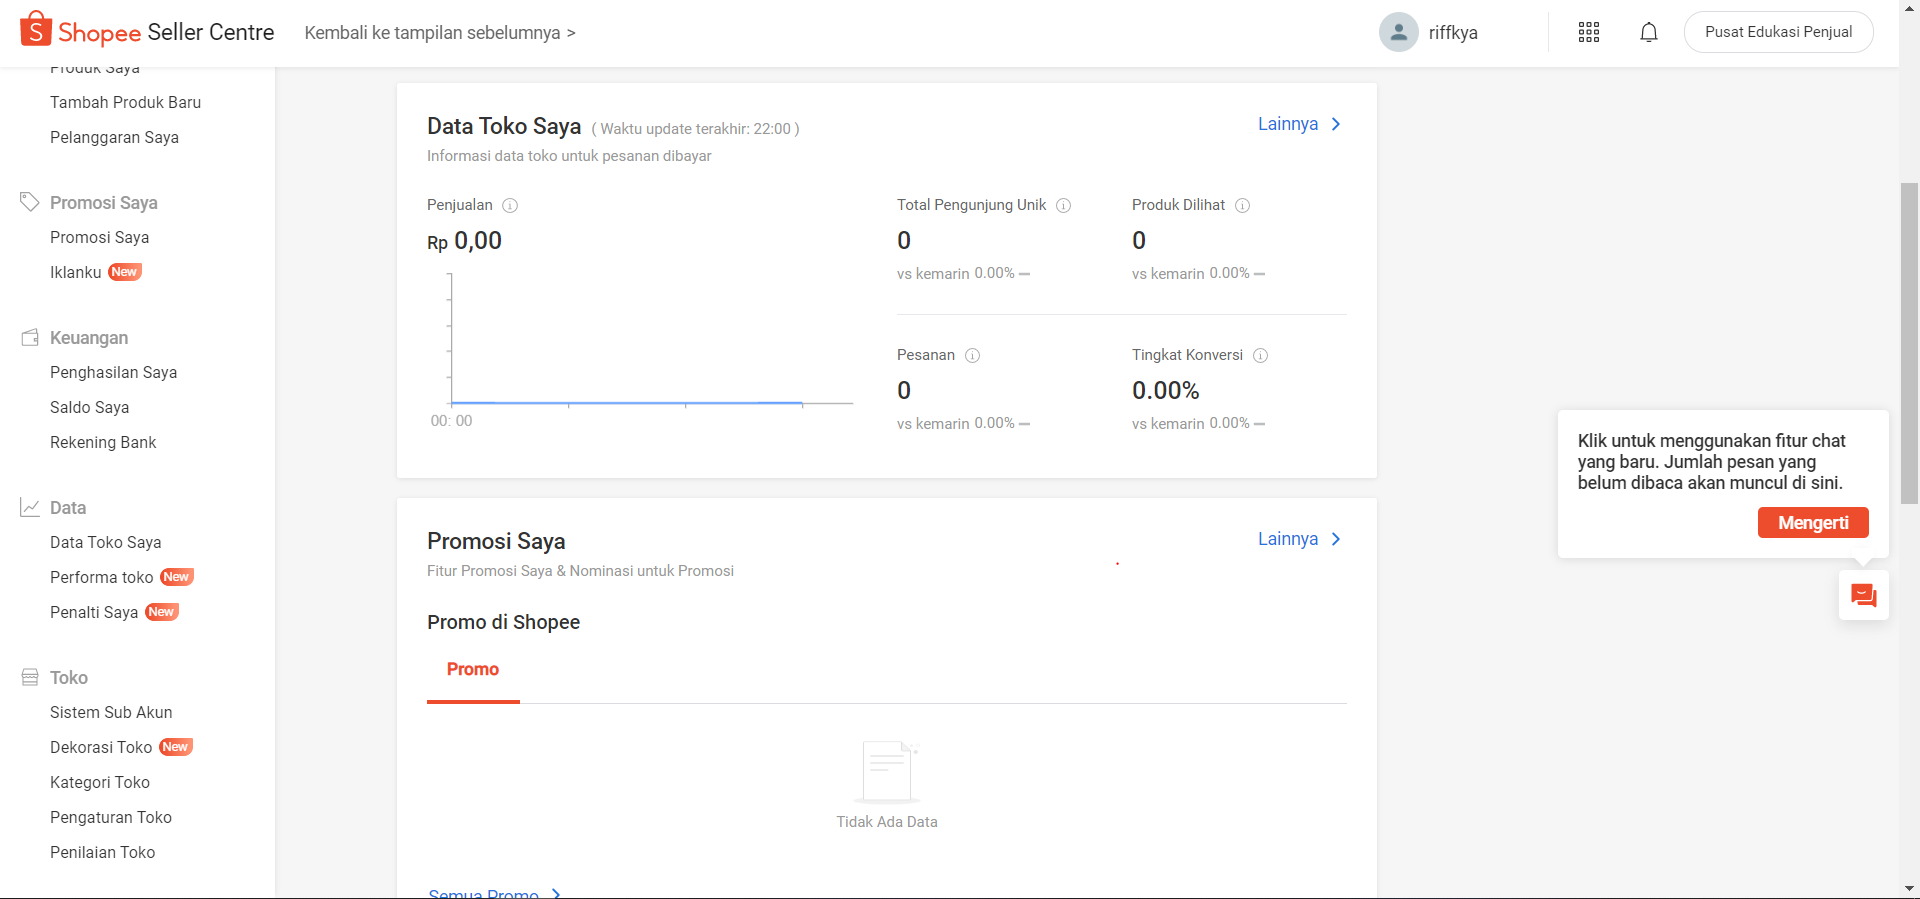 Shopee Seller Centre
Kembali ke tampilan sebelumnya >
riffkya
Pusat Edukasi Penjual
Produk Saya
Tambah Produk Baru
Pelanggaran Saya
Promosi Saya
Promosi Saya
Iklanku New
Keuangan
Penghasilan Saya
Saldo Saya
Rekening Bank
Data
Data Toko Saya
Performa toko New
Penalti Saya New
Toko
Sistem Sub Akun
Dekorasi Toko New
Kategori Toko
Pengaturan Toko
Penilaian Toko
Data Toko Saya ( Waktu update terakhir: 22:00 )
Lainnya
Informasi data toko untuk pesanan dibayar
Penjualan
Rp 0,00
00: 00
Total Pengunjung Unik
0
vs kemarin 0.00%
Produk Dilihat
0
vs kemarin 0.00%
Pesanan
0
vs kemarin 0.00%
Tingkat Konversi
0.00%
vs kemarin 0.00%
Promosi Saya
Lainnya
Fitur Promosi Saya & Nominasi untuk Promosi
Promo di Shopee
Promo
Tidak Ada Data
Semua Promo
Klik untuk menggunakan fitur chat
yang baru. Jumlah pesan yang
belum dibaca akan muncul di sini.
Mengerti